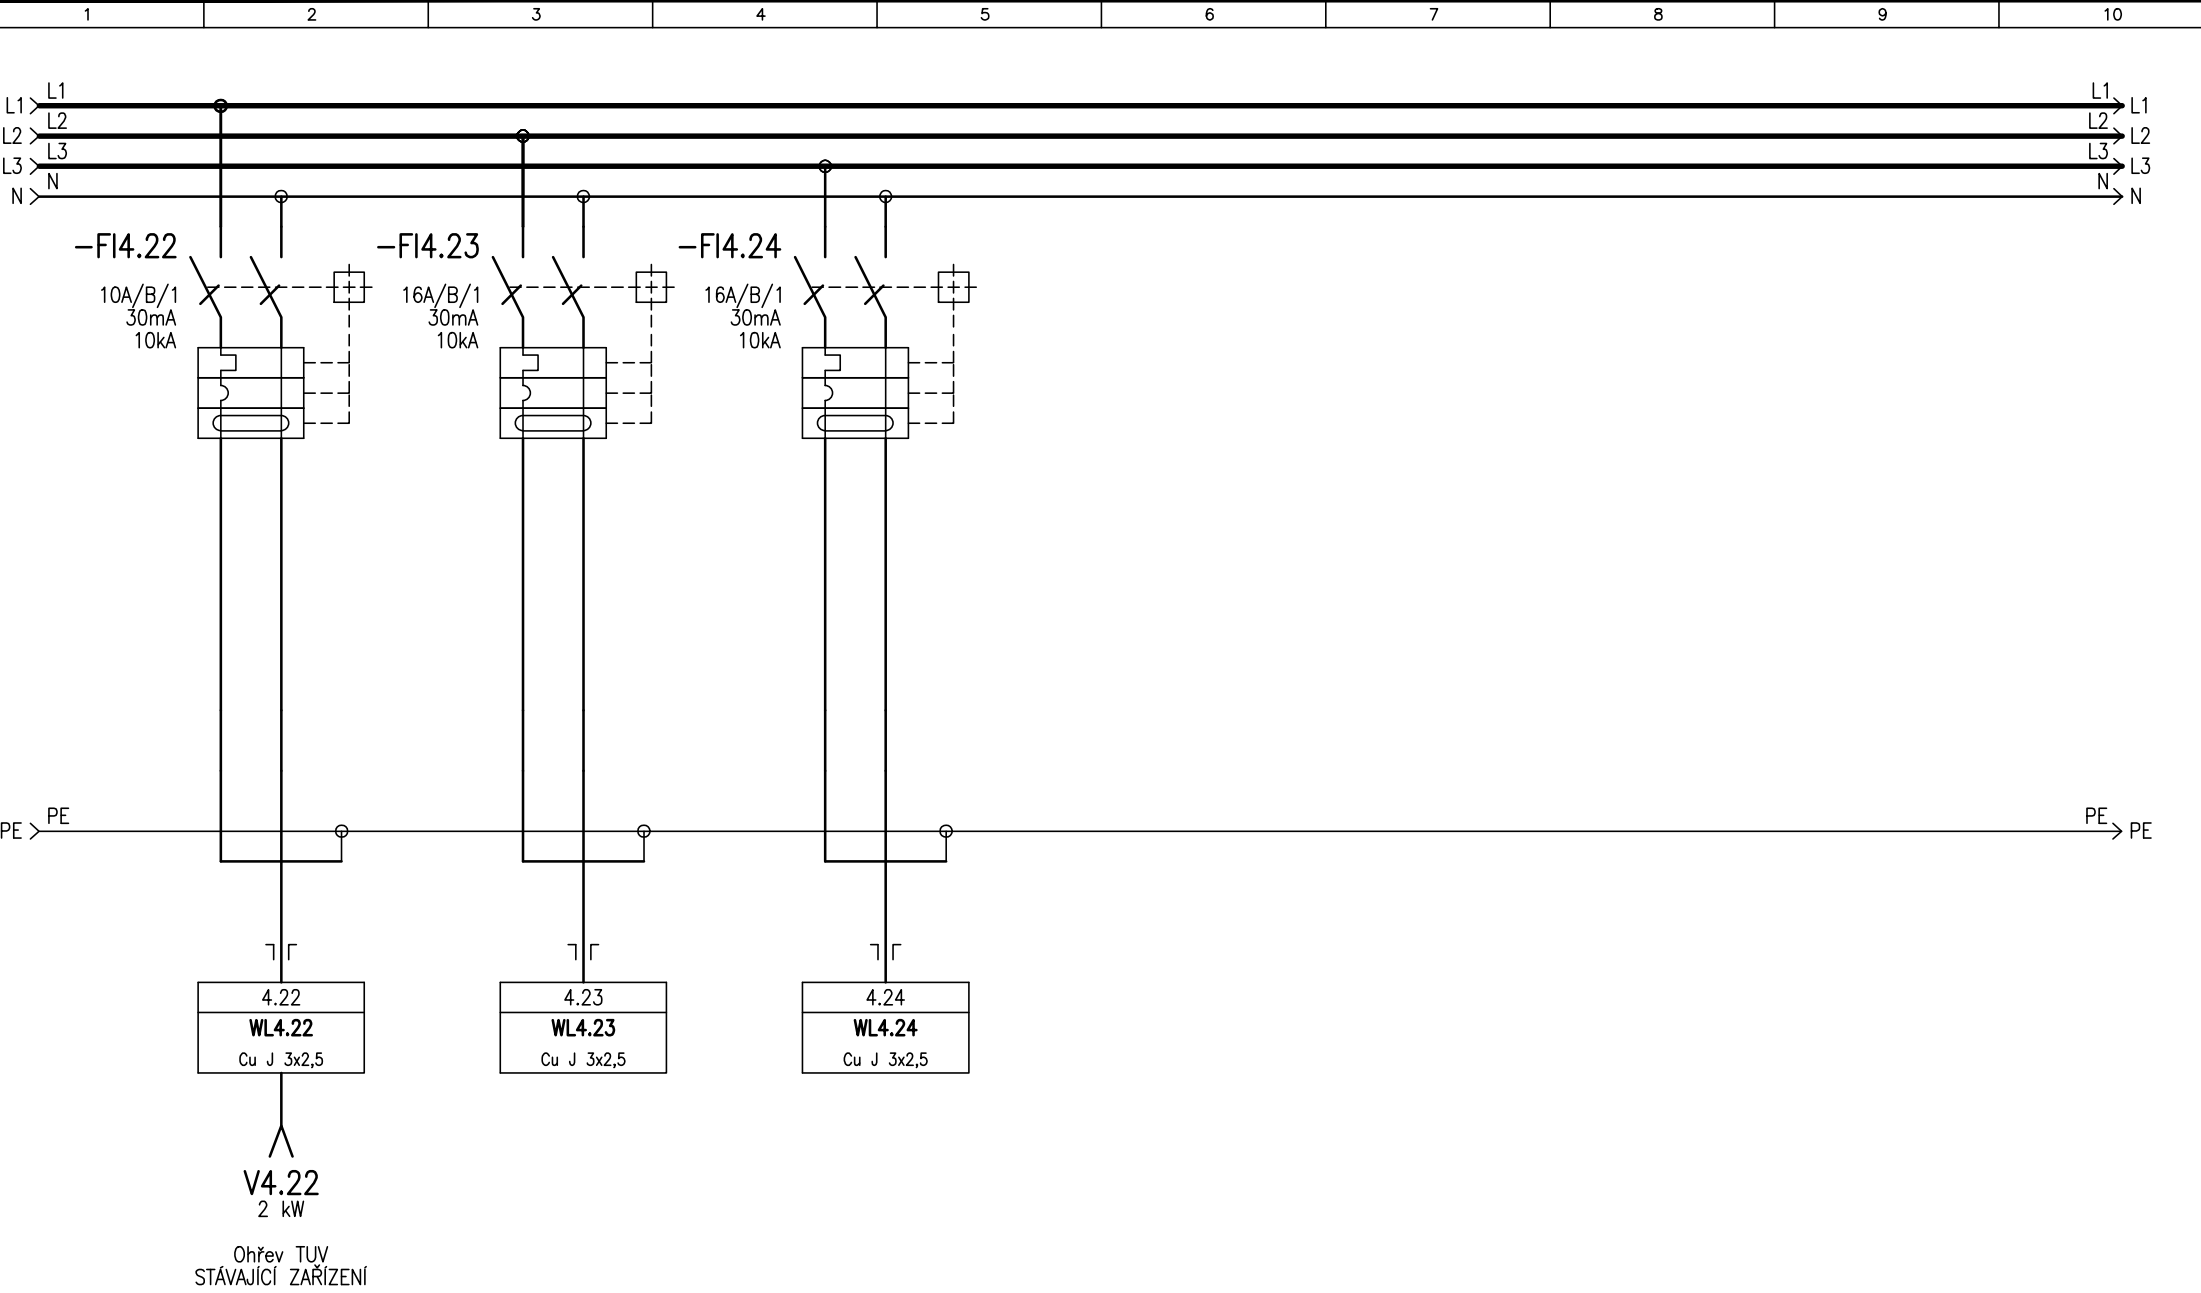 1 2 3 4 5 6 7 8 9 10
L1 L1 L1 L1
L2 L2 L2 L2
L3 L3 L3 L3
N N N N
-FI4.22 -FI4.23 -FI4.24
10A/B/1 16A/B/1 16A/B/1
30mA 30mA 30mA
10kA 10kA 10kA
PE PE PE PE
4.22 4.23 4.24
WL4.22 WL4.23 WL4.24
Cu J 3x2,5 Cu J 3x2,5 Cu J 3x2,5
V4.22
2 kW
Ohřev TUV
STÁVAJÍCÍ ZAŘÍZENÍ